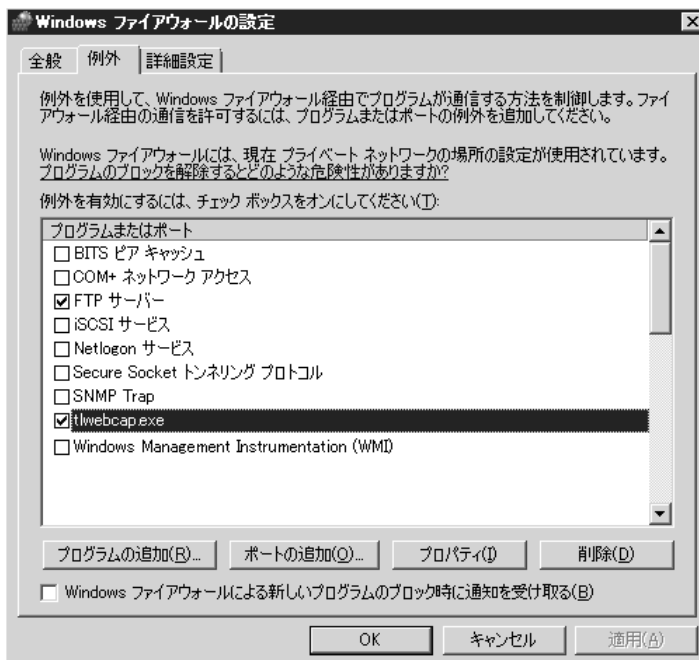 Windows ファイアウォールの設定
全般 例外 詳細設定
例外を使用して、Windows ファイアウォール経由でプログラムが通信する方法を制御します。ファイ
アウォール経由の通信を許可するには、プログラムまたはポートの例外を追加してください。
Windows ファイアウォールには、現在 プライベート ネットワークの場所の設定が使用されています。
プログラムのブロックを解除するとどのような危険性がありますか?
例外を有効にするには、チェック ボックスをオンにしてください(T):
プログラムまたはポート
BITS ピア キャッシュ
COM+ ネットワーク アクセス
FTP サーバー
iSCSI サービス
Netlogon サービス
Secure Socket トンネリング プロトコル
SNMP Trap
tlwebcap.exe
Windows Management Instrumentation (WMI)
プログラムの追加(R)... ポートの追加(O)... プロパティ(I) 削除(D)
Windows ファイアウォールによる新しいプログラムのブロック時に通知を受け取る(B)
OK キャンセル 適用(A)